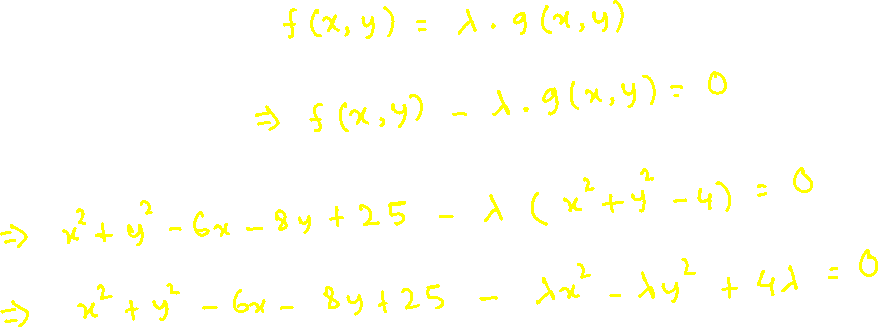 f(x,y) = λ . g(x,y)
⇒ f(x,y) - λ . g(x,y) = 0
⇒ x² + y² - 6x - 8y + 25 - λ (x² + y² - 4) = 0
⇒ x² + y² - 6x - 8y + 25 - λx² - λy² + 4λ = 0